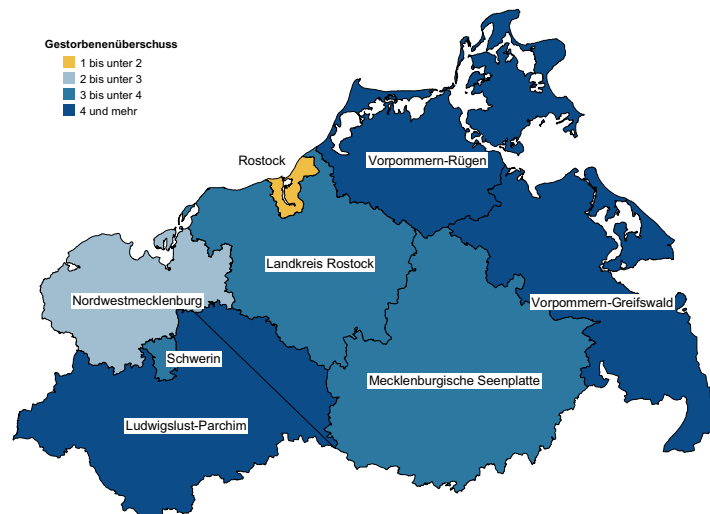 Gestorbenenüberschuss
1 bis unter 2
2 bis unter 3
3 bis unter 4
4 und mehr
Rostock
Vorpommern-Rügen
Landkreis Rostock
Nordwestmecklenburg
Vorpommern-Greifswald
Schwerin
Mecklenburgische Seenplatte
Ludwigslust-Parchim